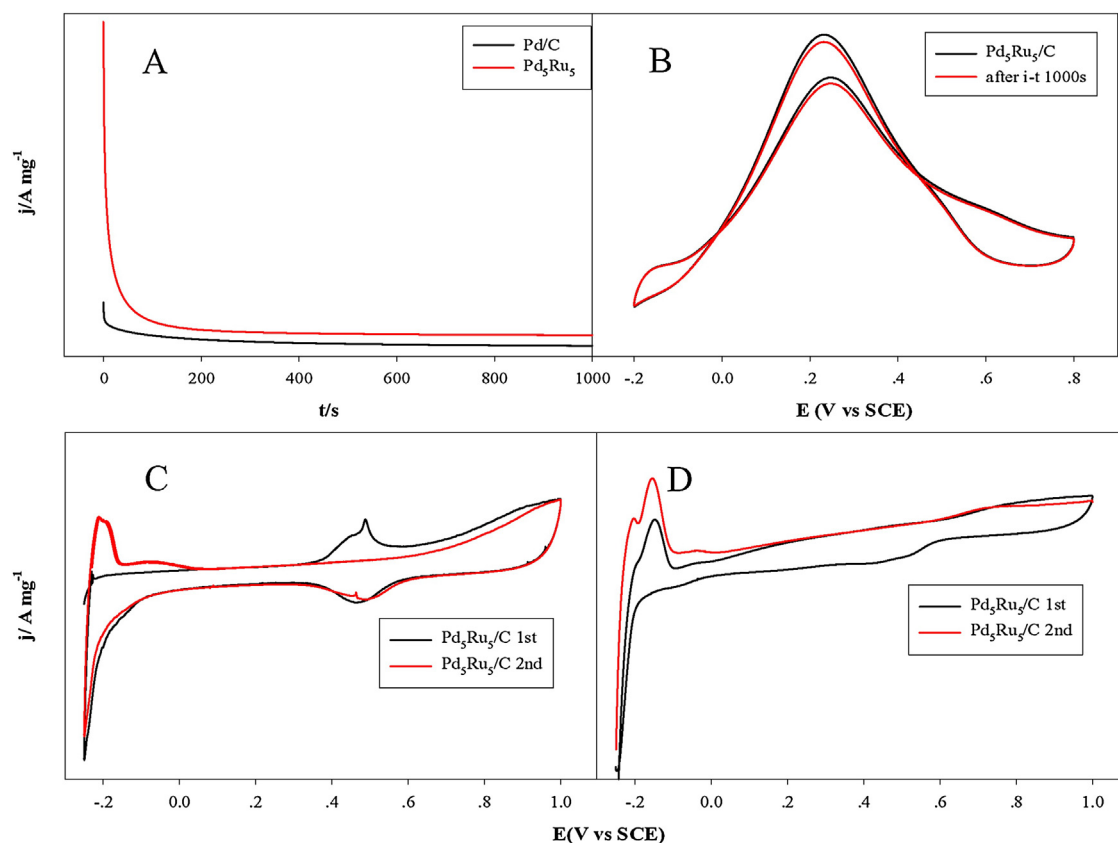 A
Pd/C
Pd₅Ru₅
j/A mg⁻¹
0 200 400 600 800 1000
t/s
B
Pd₅Ru₅/C
after i-t 1000s
-.2 0.0 .2 .4 .6 .8
E (V vs SCE)
C
Pd₅Ru₅/C 1st
Pd₅Ru₅/C 2nd
j/ A mg⁻¹
-.2 0.0 .2 .4 .6 .8 1.0
D
Pd₅Ru₅/C 1st
Pd₅Ru₅/C 2nd
-.2 0.0 .2 .4 .6 .8 1.0
E(V vs SCE)